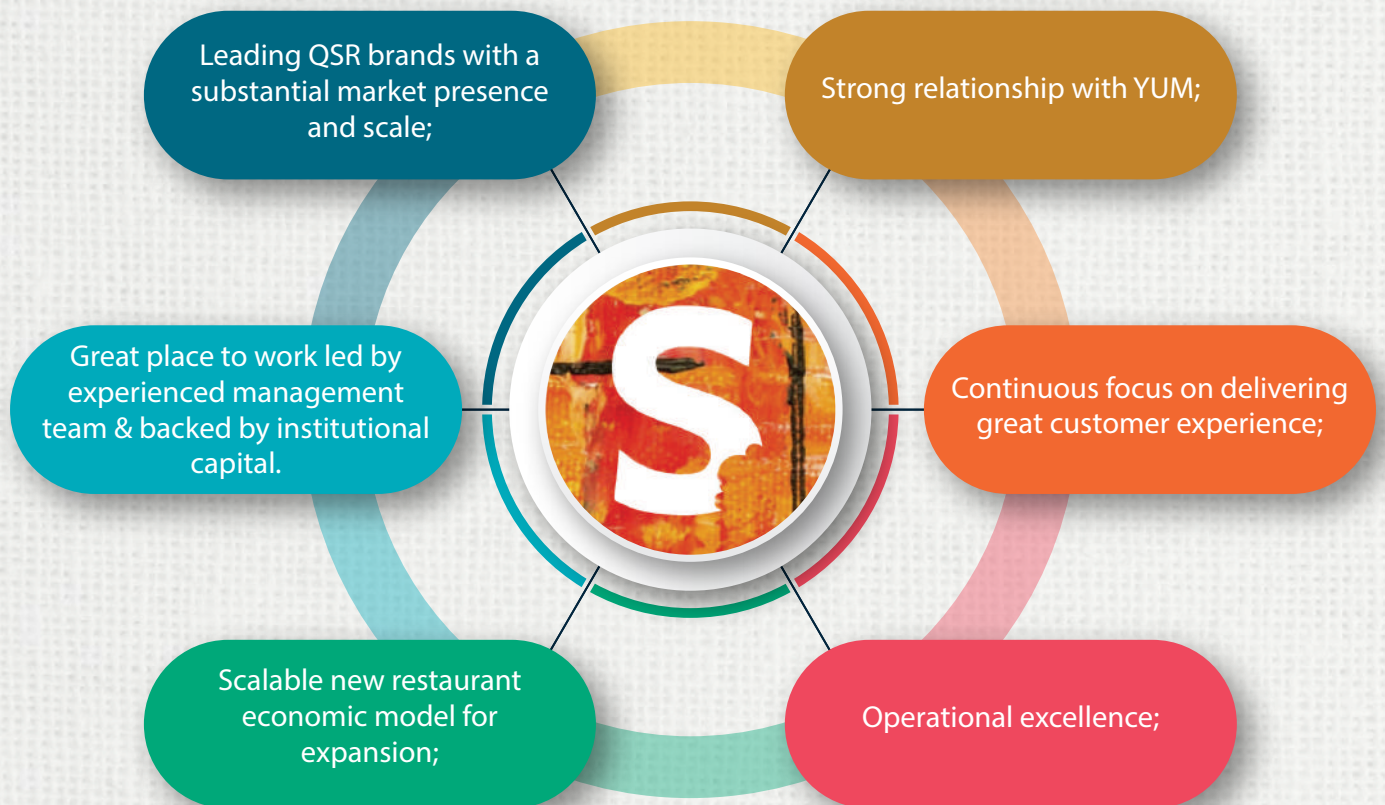 Leading QSR brands with a
substantial market presence
and scale;
Strong relationship with YUM;
Continuous focus on delivering
great customer experience;
Operational excellence;
Scalable new restaurant
economic model for
expansion;
Great place to work led by
experienced management
team & backed by institutional
capital.
S